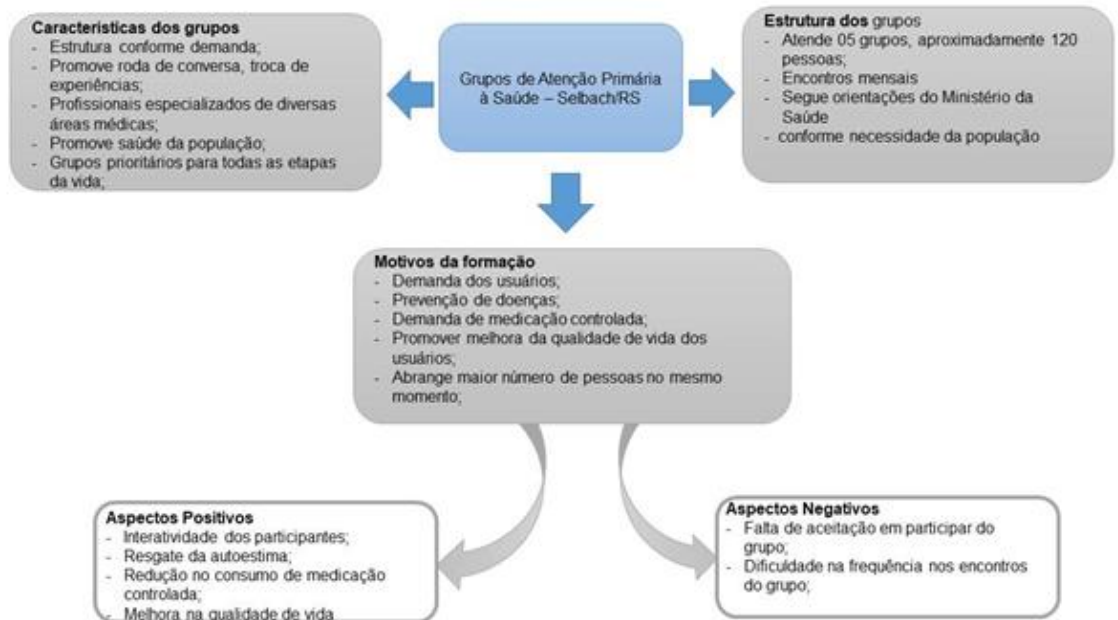 Caracteristicas dos grupos
- Estrutura conforme demanda;
- Promove roda de conversa, troca de
experiências;
- Profissionais especializados de diversas
áreas médicas;
- Promove saúde da população;
- Grupos prioritários para todas as etapas
da vida;
Grupos de Atenção Primária
à Saúde – Selbach/RS
Estrutura dos grupos
- Atende 05 grupos, aproximadamente 120
pessoas;
- Encontros mensais
- Segue orientações do Ministério da
Saúde
- conforme necessidade da população
Motivos da formação
- Demanda dos usuários;
- Prevenção de doenças;
- Demanda de medicação controlada;
- Promover melhora da qualidade de vida dos
usuários;
- Abrange maior número de pessoas no mesmo
momento;
Aspectos Positivos
- Interatividade dos participantes;
- Resgate da autoestima;
- Redução no consumo de medicação
controlada;
- Melhora na qualidade de vida
Aspectos Negativos
- Falta de aceitação em participar do
grupo;
- Dificuldade na frequência nos encontros
do grupo;